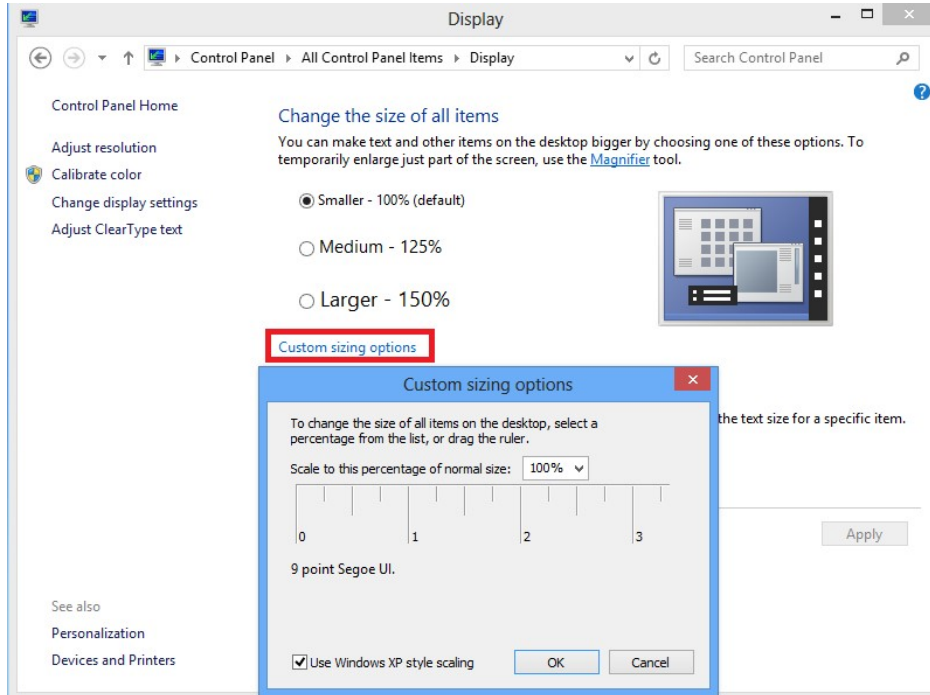 Display
Control Panel ▸ All Control Panel Items ▸ Display
Search Control Panel
Control Panel Home
Adjust resolution
Calibrate color
Change display settings
Adjust ClearType text
Change the size of all items
You can make text and other items on the desktop bigger by choosing one of these options. To
temporarily enlarge just part of the screen, use the Magnifier tool.
Smaller - 100% (default)
Medium - 125%
Larger - 150%
Custom sizing options
the text size for a specific item.
Apply
Custom sizing options
To change the size of all items on the desktop, select a
percentage from the list, or drag the ruler.
Scale to this percentage of normal size: 100%
0 1 2 3
9 point Segoe UI.
Use Windows XP style scaling
OK Cancel
See also
Personalization
Devices and Printers